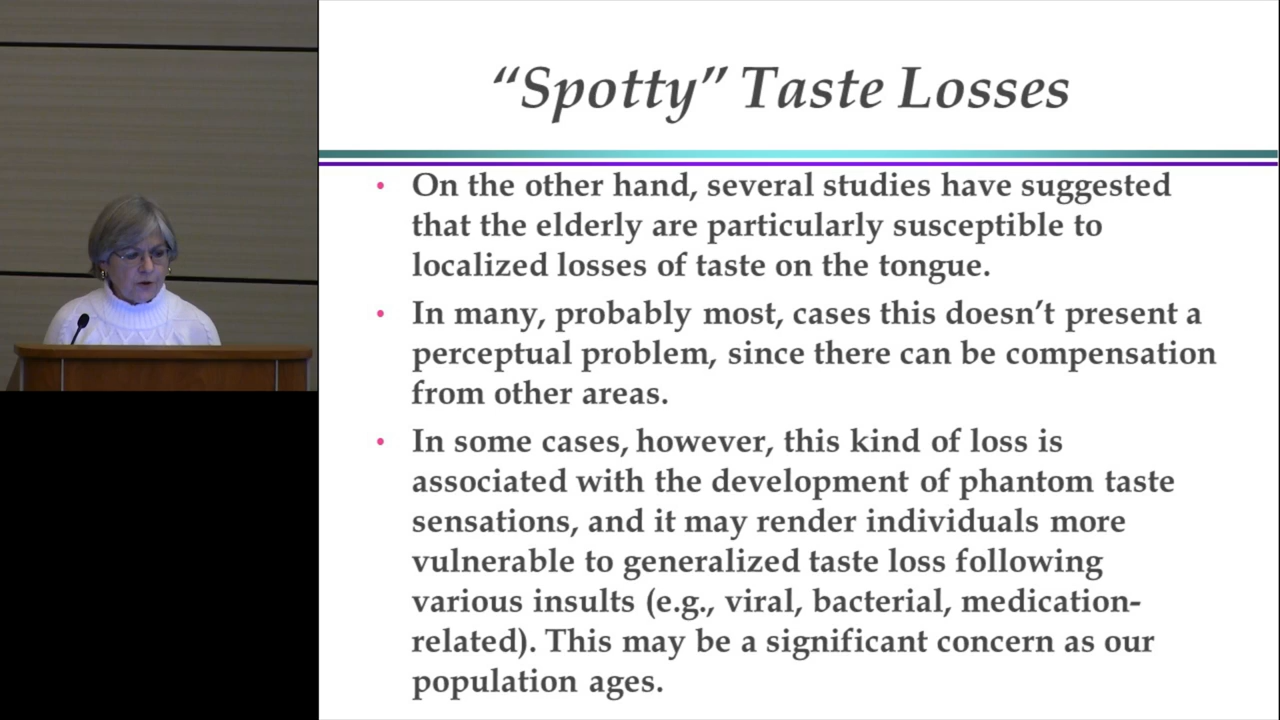 “Spotty” Taste Losses
• On the other hand, several studies have suggested
that the elderly are particularly susceptible to
localized losses of taste on the tongue.
• In many, probably most, cases this doesn’t present a
perceptual problem, since there can be compensation
from other areas.
• In some cases, however, this kind of loss is
associated with the development of phantom taste
sensations, and it may render individuals more
vulnerable to generalized taste loss following
various insults (e.g., viral, bacterial, medication-
related). This may be a significant concern as our
population ages.